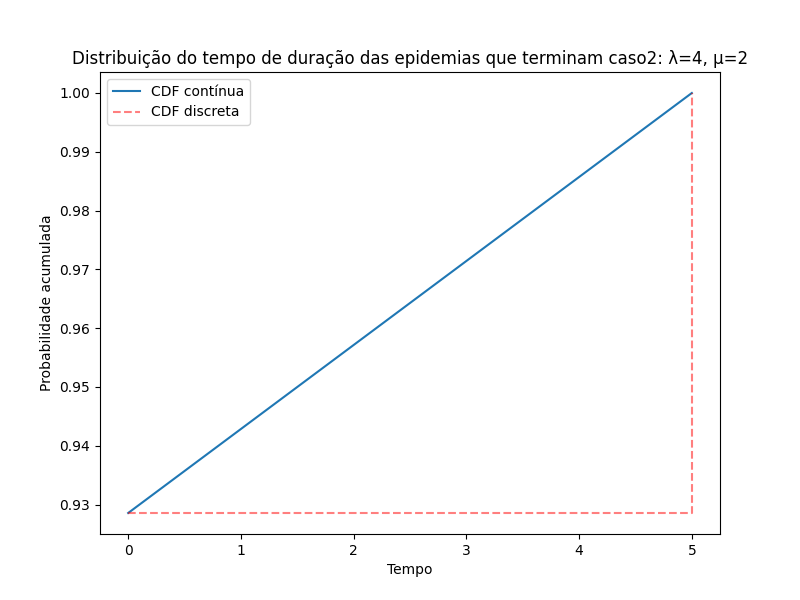 Distribuição do tempo de duração das epidemias que terminam caso2: λ=4, μ=2
CDF contínua
CDF discreta
1.00
0.99
0.98
0.97
0.96
0.95
0.94
0.93
Probabilidade acumulada
0 1 2 3 4 5
Tempo